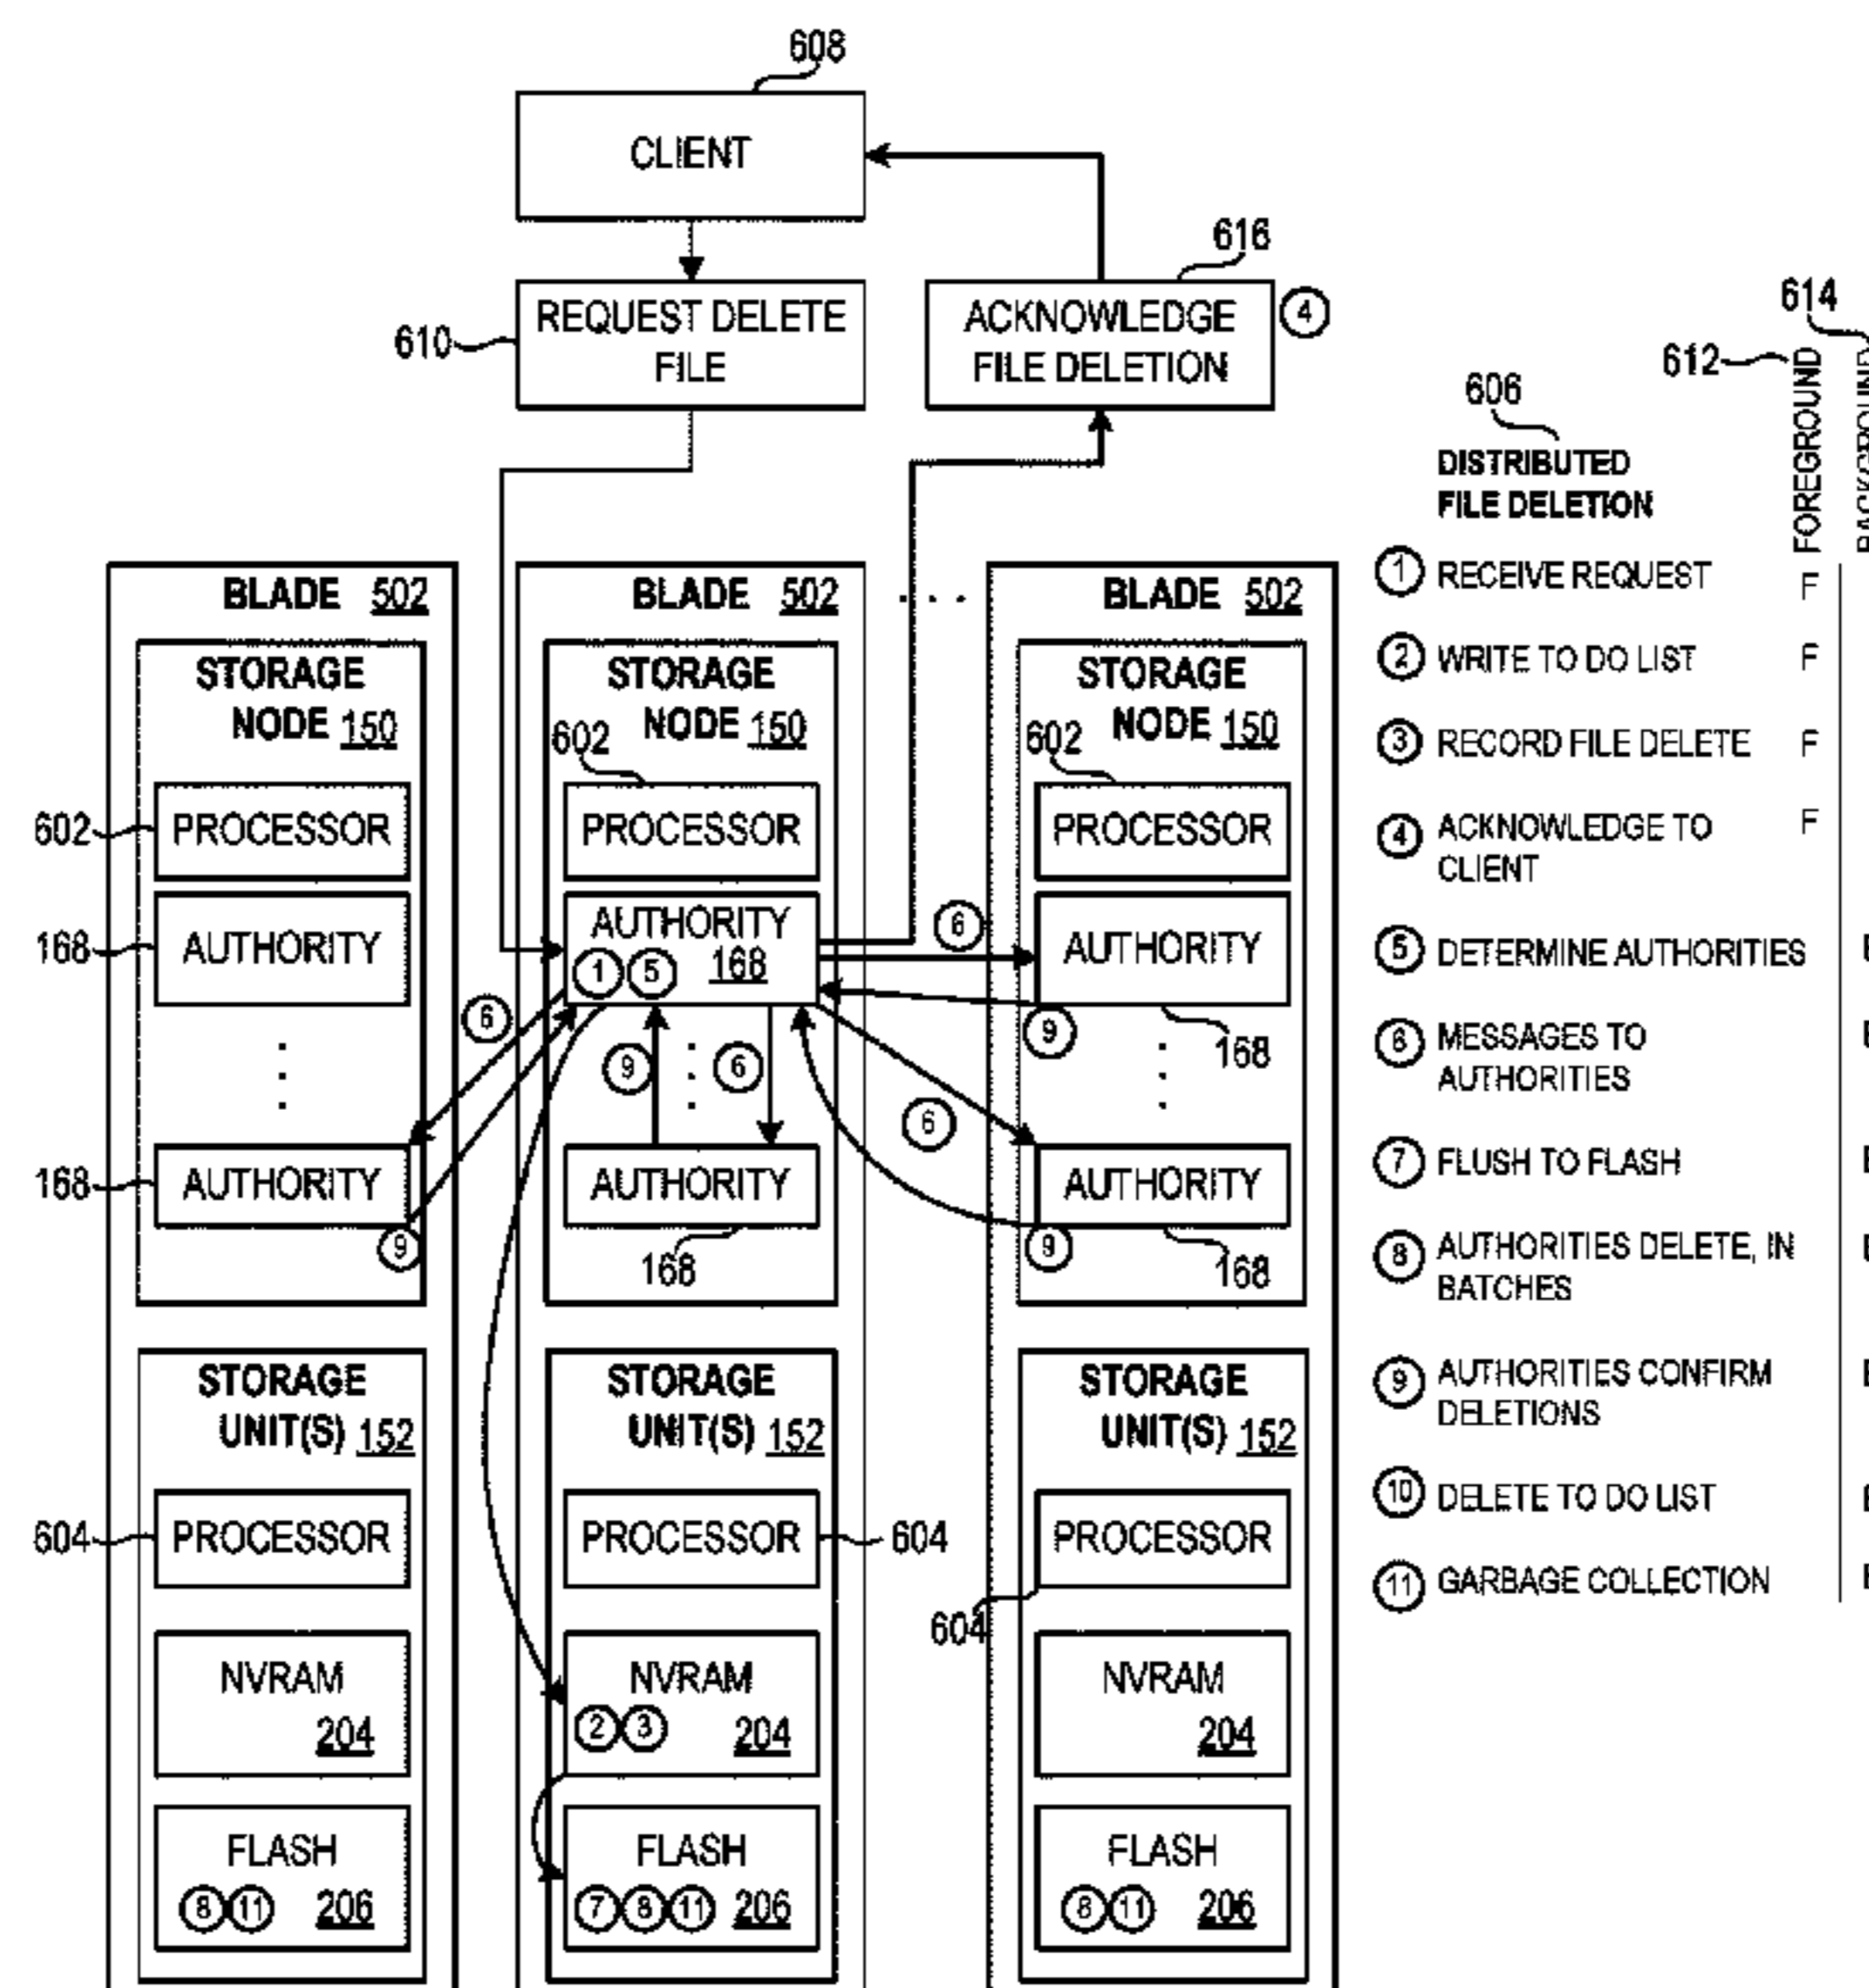 608
CLIENT
616
610
REQUEST DELETE
FILE
ACKNOWLEDGE
FILE DELETION
4
614
612
FOREGROUND
BACKGROUND
606
DISTRIBUTED
FILE DELETION
1 RECEIVE REQUEST F
2 WRITE TO DO LIST F
3 RECORD FILE DELETE F
4 ACKNOWLEDGE TO F
CLIENT
5 DETERMINE AUTHORITIES
6 MESSAGES TO
AUTHORITIES
7 FLUSH TO FLASH
8 AUTHORITIES DELETE, IN
BATCHES
9 AUTHORITIES CONFIRM
DELETIONS
10 DELETE TO DO LIST
11 GARBAGE COLLECTION
BLADE 502
STORAGE
NODE 150
602
PROCESSOR
168
AUTHORITY
6
168
AUTHORITY
9
STORAGE
UNIT(S) 152
604
PROCESSOR
NVRAM
204
FLASH
8 11 206
BLADE 502
. . .
STORAGE
NODE 150
602
PROCESSOR
AUTHORITY
1 5 168
6
9 6
6
AUTHORITY
168
STORAGE
UNIT(S) 152
PROCESSOR
604
NVRAM
2 3 204
FLASH
7 8 11 206
BLADE 502
STORAGE
NODE 150
602
PROCESSOR
AUTHORITY
9
168
AUTHORITY
9
168
STORAGE
UNIT(S) 152
PROCESSOR
604
NVRAM
204
FLASH
8 11 206